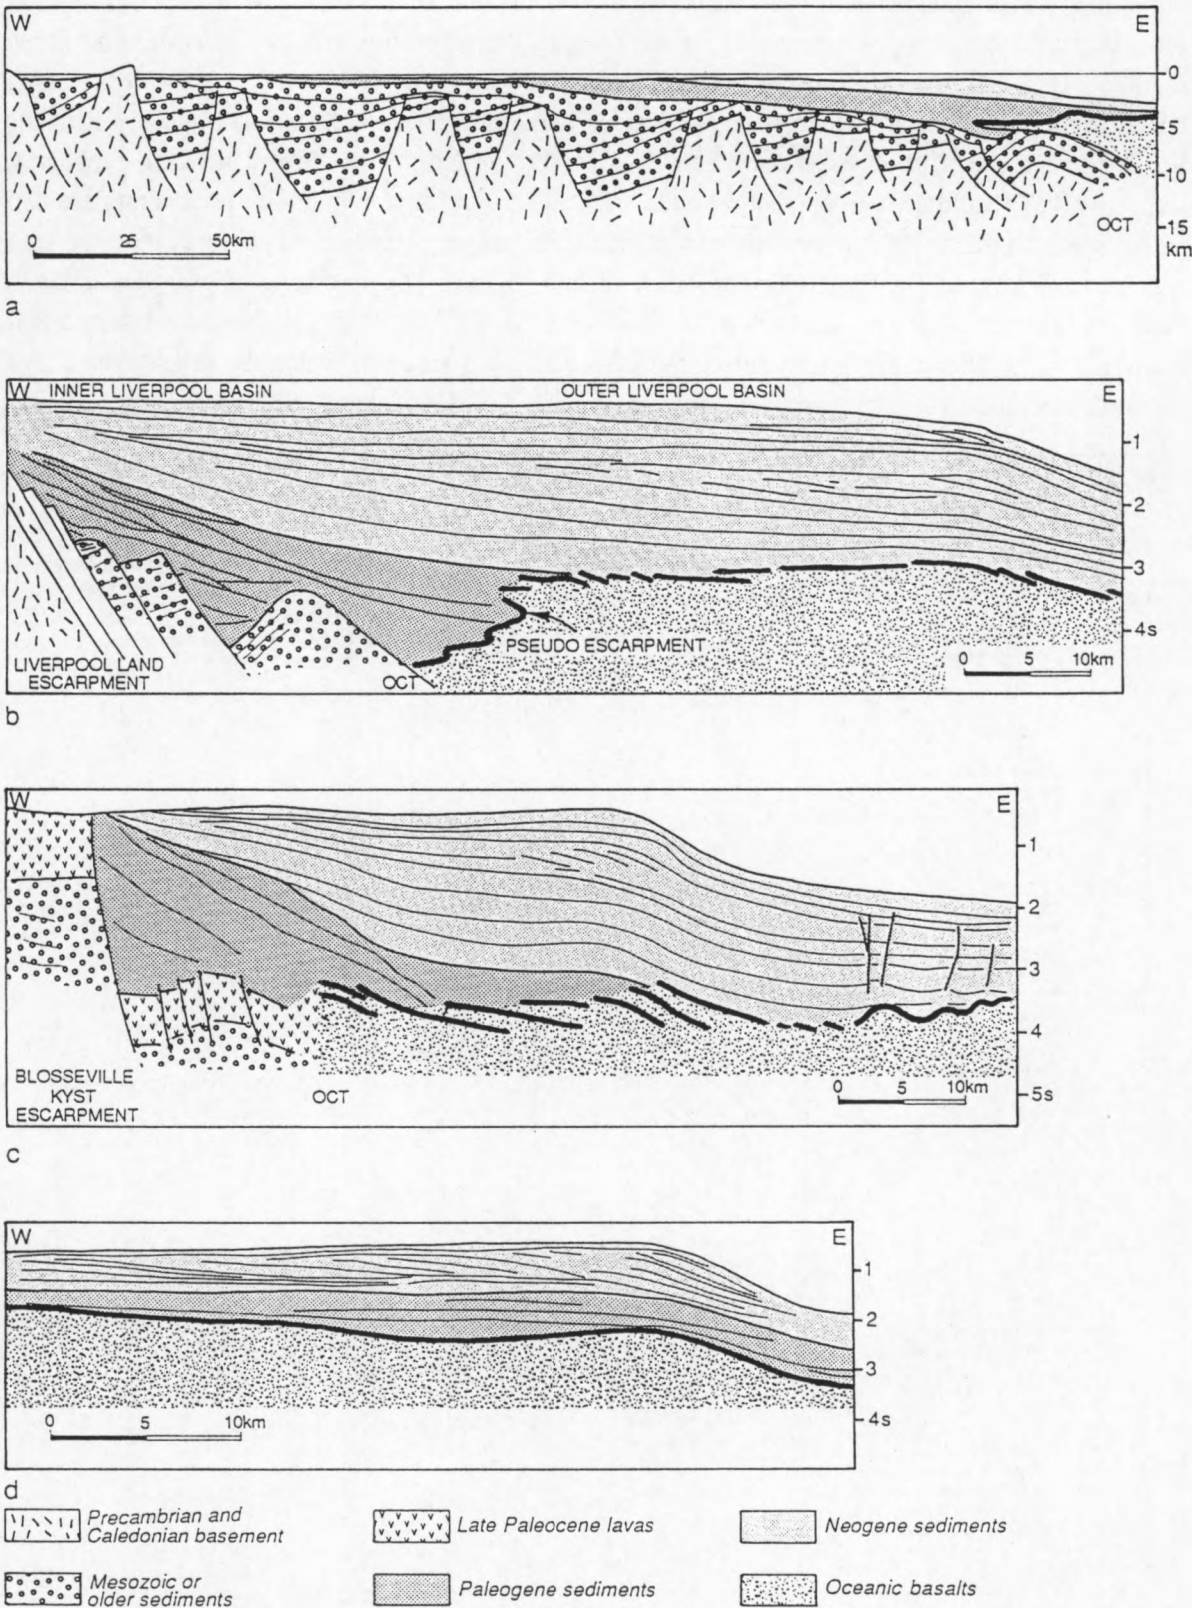 W E
0
5
10
15
km
OCT
0 25 50km
a
W INNER LIVERPOOL BASIN OUTER LIVERPOOL BASIN E
1
2
3
4s
PSEUDO ESCARPMENT
LIVERPOOL LAND
ESCARPMENT
OCT
0 5 10km
b
W E
1
2
3
4
5s
BLOSSEVILLE
KYST
ESCARPMENT
OCT
0 5 10km
c
W E
1
2
3
4s
0 5 10km
d
Precambrian and
Caledonian basement
Late Paleocene lavas
Neogene sediments
Mesozoic or
older sediments
Paleogene sediments
Oceanic basalts